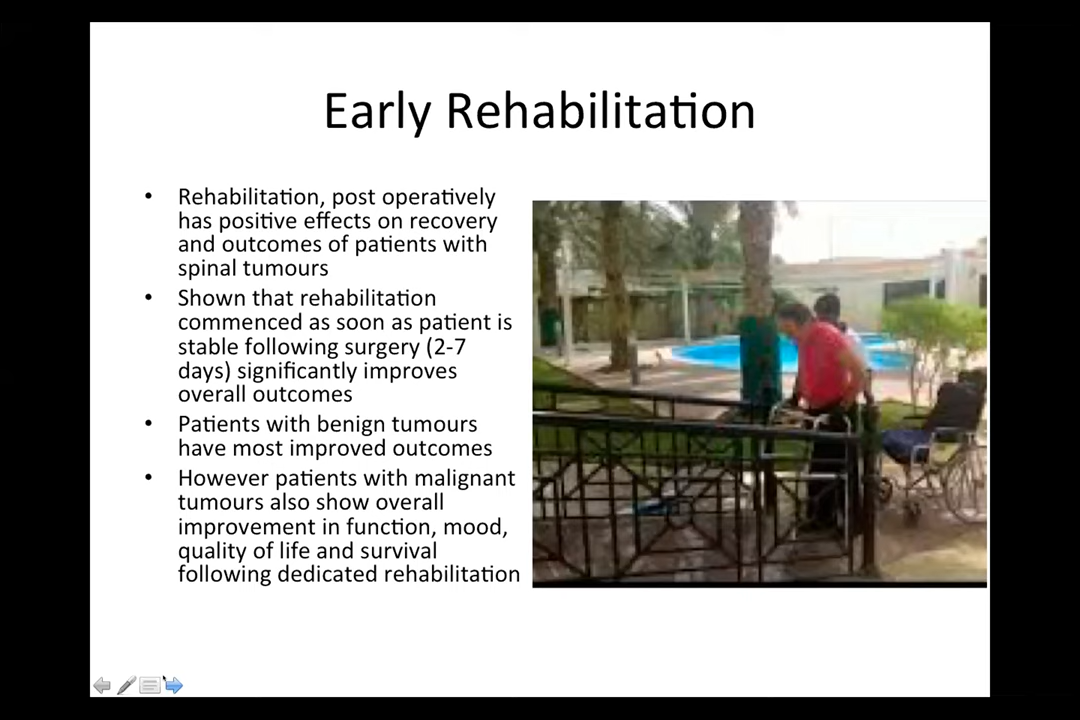 Early Rehabilitation
• Rehabilitation, post operatively
has positive effects on recovery
and outcomes of patients with
spinal tumours
• Shown that rehabilitation
commenced as soon as patient is
stable following surgery (2-7
days) significantly improves
overall outcomes
• Patients with benign tumours
have most improved outcomes
• However patients with malignant
tumours also show overall
improvement in function, mood,
quality of life and survival
following dedicated rehabilitation